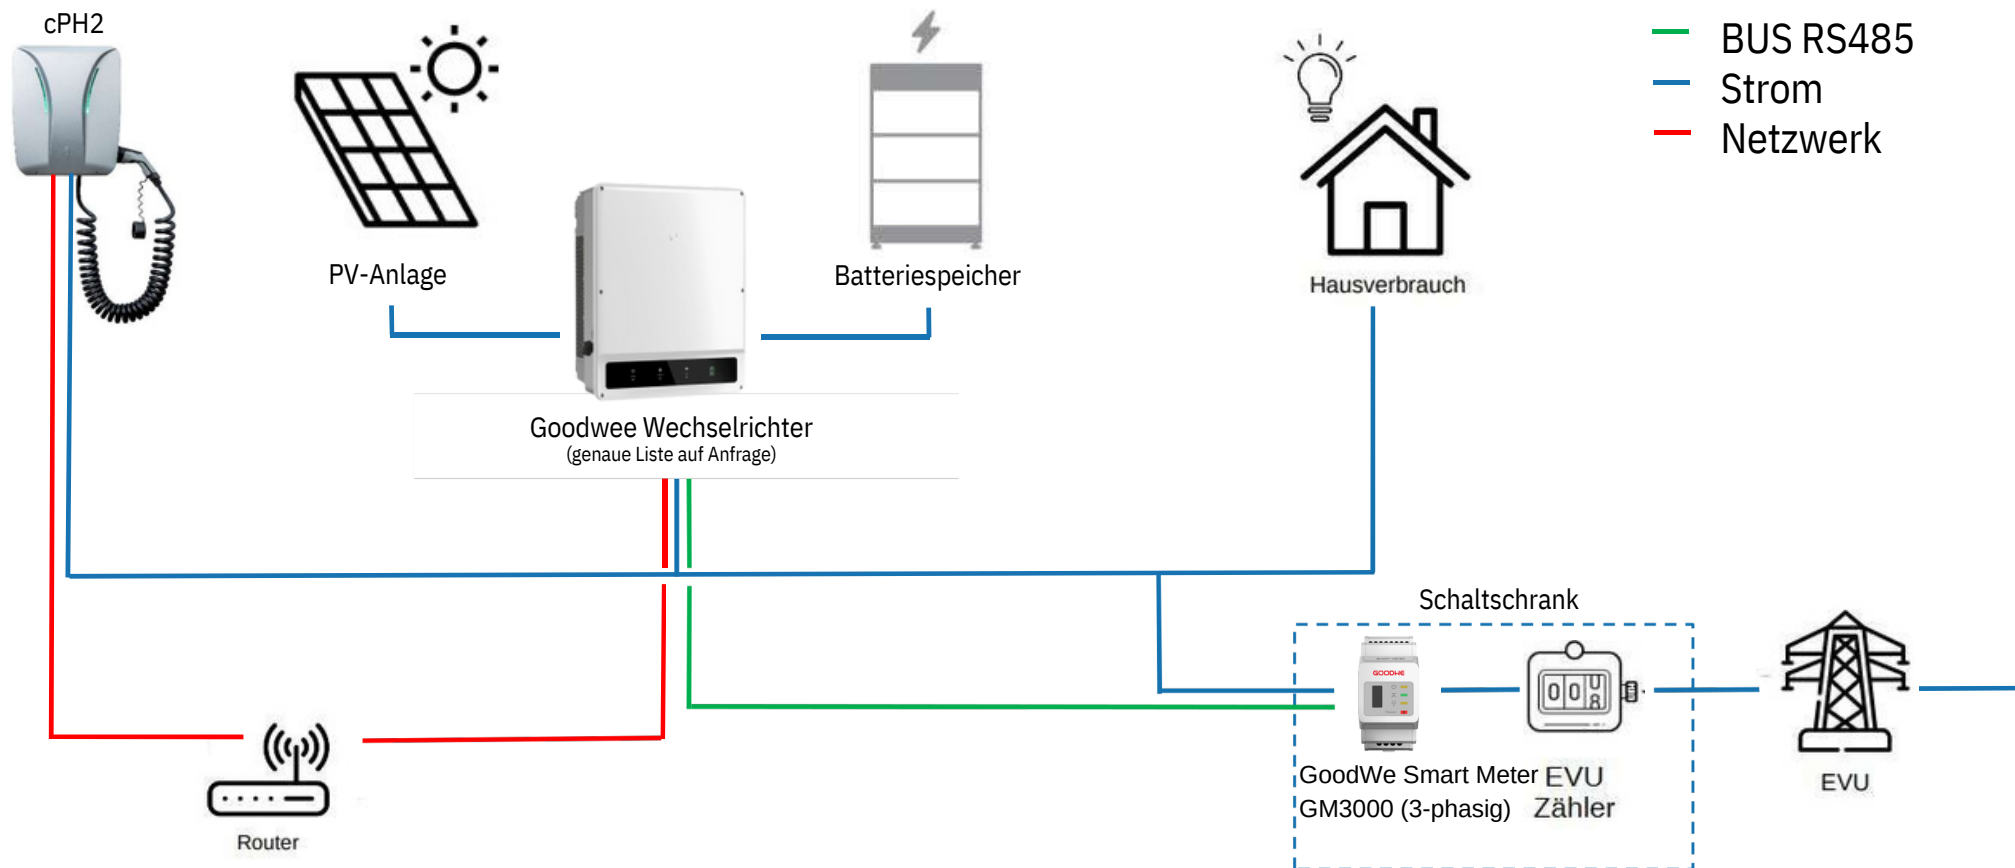 cPH2
BUS RS485
Strom
Netzwerk
PV-Anlage
Batteriespeicher
Hausverbrauch
Goodwee Wechselrichter
(genaue Liste auf Anfrage)
Schaltschrank
GOODWE
GoodWe Smart Meter
GM3000 (3-phasig)
EVU
Zähler
EVU
Router